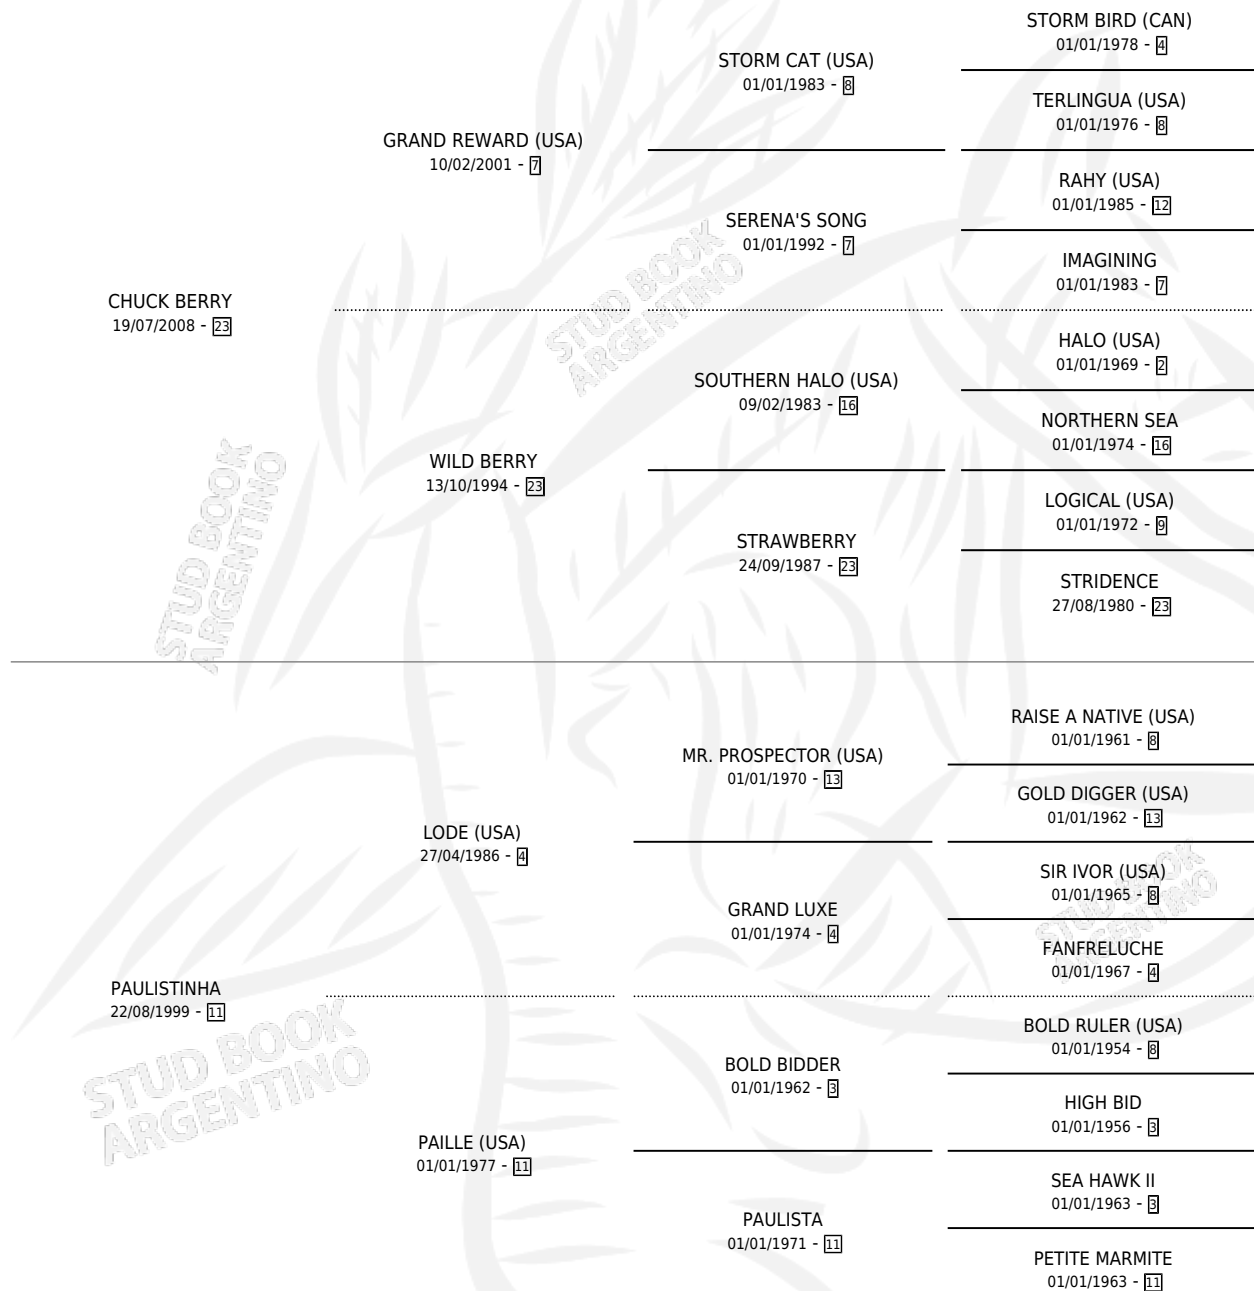 STORM BIRD (CAN)
01/01/1978 - 4
STORM CAT (USA)
01/01/1983 - 8
TERLINGUA (USA)
01/01/1976 - 8
GRAND REWARD (USA)
10/02/2001 - 7
RAHY (USA)
01/01/1985 - 12
SERENA'S SONG
01/01/1992 - 7
IMAGINING
01/01/1983 - 7
CHUCK BERRY
19/07/2008 - 23
HALO (USA)
01/01/1969 - 2
SOUTHERN HALO (USA)
09/02/1983 - 16
NORTHERN SEA
01/01/1974 - 16
WILD BERRY
13/10/1994 - 23
LOGICAL (USA)
01/01/1972 - 9
STRAWBERRY
24/09/1987 - 23
STRIDENCE
27/08/1980 - 23
RAISE A NATIVE (USA)
01/01/1961 - 8
MR. PROSPECTOR (USA)
01/01/1970 - 13
GOLD DIGGER (USA)
01/01/1962 - 13
LODE (USA)
27/04/1986 - 4
SIR IVOR (USA)
01/01/1965 - 8
GRAND LUXE
01/01/1974 - 4
FANFRELUCHE
01/01/1967 - 4
PAULISTINHA
22/08/1999 - 11
BOLD RULER (USA)
01/01/1954 - 8
BOLD BIDDER
01/01/1962 - 3
HIGH BID
01/01/1956 - 3
PAILLE (USA)
01/01/1977 - 11
SEA HAWK II
01/01/1963 - 3
PAULISTA
01/01/1971 - 11
PETITE MARMITE
01/01/1963 - 11
STUD BOOK
ARGENTINO
STUD BOOK
ARGENTINO
STUD BOOK
ARGENTINO
STUD BOOK
ARGENTINO